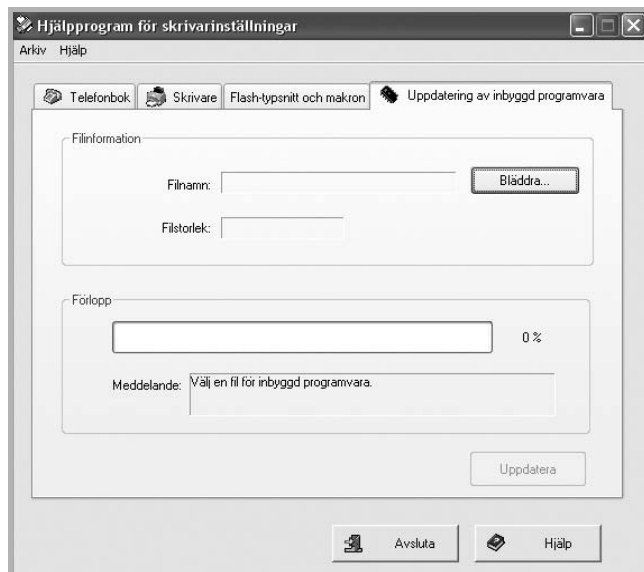 Hjälpprogram för skrivarinställningar
Arkiv Hjälp
Telefonbok Skrivare Flash-typsnitt och makron Uppdatering av inbyggd programvara
Filinformation
Filnamn: Bläddra...
Filstorlek:
Förlopp
0 %
Meddelande: Välj en fil för inbyggd programvara.
Uppdatera
Avsluta Hjälp